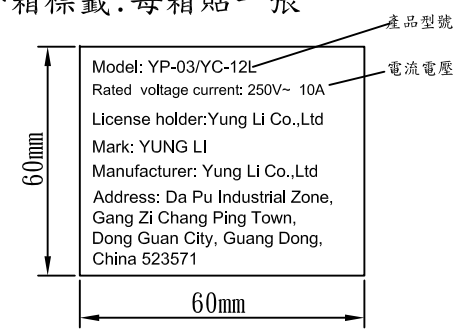 箱標籤:每箱貼一張
產品型號
Model: YP-03/YC-12L
電流電壓
Rated voltage current: 250V~ 10A
License holder:Yung Li Co.,Ltd
Mark: YUNG LI
Manufacturer: Yung Li Co.,Ltd
Address: Da Pu Industrial Zone,
Gang Zi Chang Ping Town,
Dong Guan City, Guang Dong,
China 523571
60mm
60mm